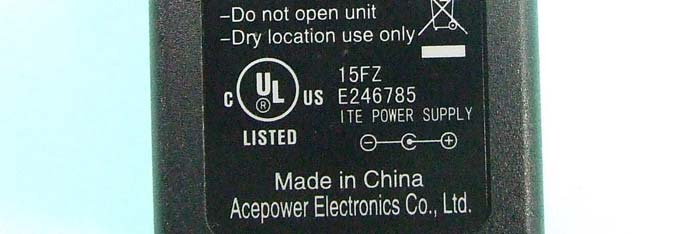 –Do not open unit
–Dry location use only
C UL ® US
LISTED
15FZ
E246785
ITE POWER SUPPLY
Made in China
Acepower Electronics Co., Ltd.